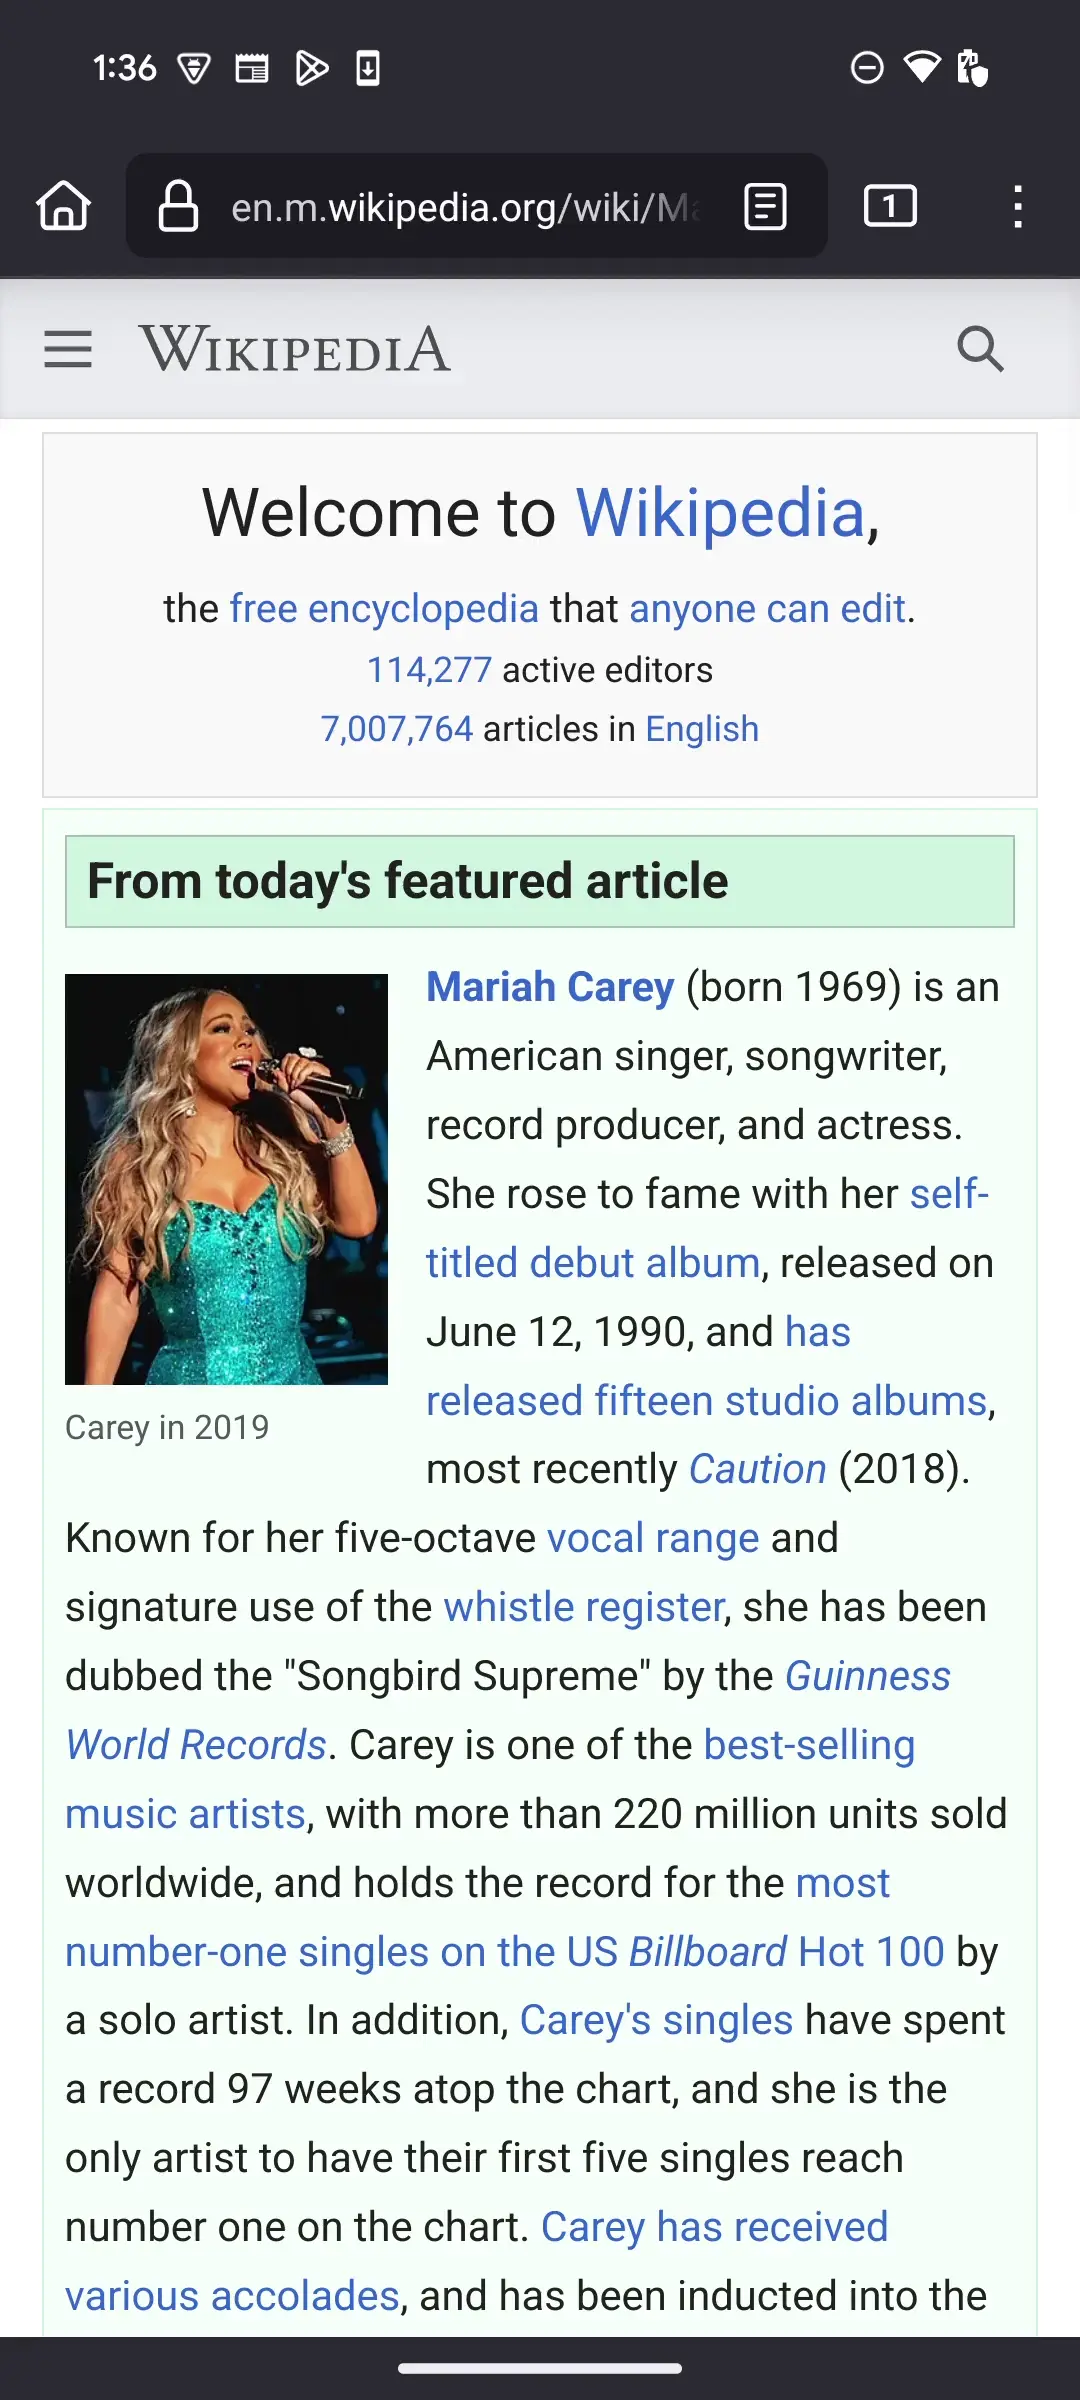 1:36
en.m.wikipedia.org/wiki/Ma
1
WIKIPEDIA
Welcome to Wikipedia,
the free encyclopedia that anyone can edit.
114,277 active editors
7,007,764 articles in English
From today's featured article
Mariah Carey (born 1969) is an
American singer, songwriter,
record producer, and actress.
She rose to fame with her self-
titled debut album, released on
June 12, 1990, and has
released fifteen studio albums,
most recently Caution (2018).
Carey in 2019
Known for her five-octave vocal range and
signature use of the whistle register, she has been
dubbed the "Songbird Supreme" by the Guinness
World Records. Carey is one of the best-selling
music artists, with more than 220 million units sold
worldwide, and holds the record for the most
number-one singles on the US Billboard Hot 100 by
a solo artist. In addition, Carey's singles have spent
a record 97 weeks atop the chart, and she is the
only artist to have their first five singles reach
number one on the chart. Carey has received
various accolades, and has been inducted into the